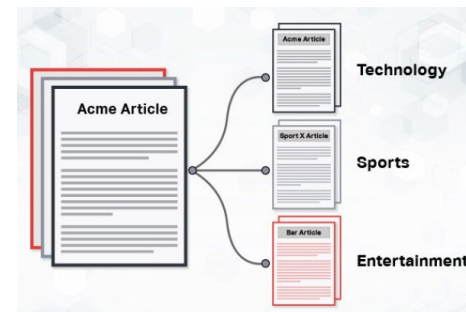 Acme Article
Acme Article
Technology
Sport X Article
Sports
Bar Article
Entertainment